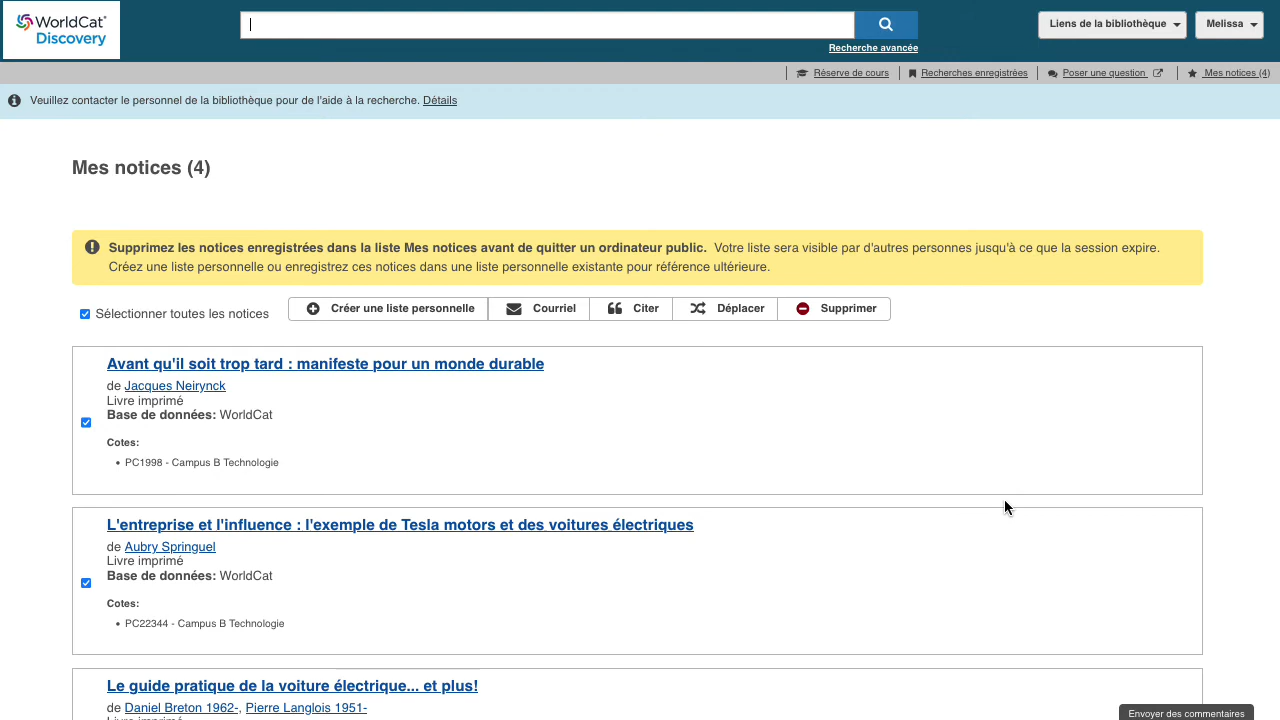 WorldCat®
Discovery
Recherche avancée
Liens de la bibliothèque
Melissa
Réserve de cours
Recherches enregistrées
Poser une question
Mes notices (4)
Veuillez contacter le personnel de la bibliothèque pour de l'aide à la recherche. Détails
Mes notices (4)
Supprimez les notices enregistrées dans la liste Mes notices avant de quitter un ordinateur public. Votre liste sera visible par d'autres personnes jusqu'à ce que la session expire.
Créez une liste personnelle ou enregistrez ces notices dans une liste personnelle existante pour référence ultérieure.
Sélectionner toutes les notices
Créer une liste personnelle
Courriel
Citer
Déplacer
Supprimer
Avant qu'il soit trop tard : manifeste pour un monde durable
de Jacques Neirynck
Livre imprimé
Base de données: WorldCat
Cotes:
• PC1998 - Campus B Technologie
L'entreprise et l'influence : l'exemple de Tesla motors et des voitures électriques
de Aubry Springuel
Livre imprimé
Base de données: WorldCat
Cotes:
• PC22344 - Campus B Technologie
Le guide pratique de la voiture électrique... et plus!
de Daniel Breton 1962-, Pierre Langlois 1951-
Livre imprimé
Envoyer des commentaires